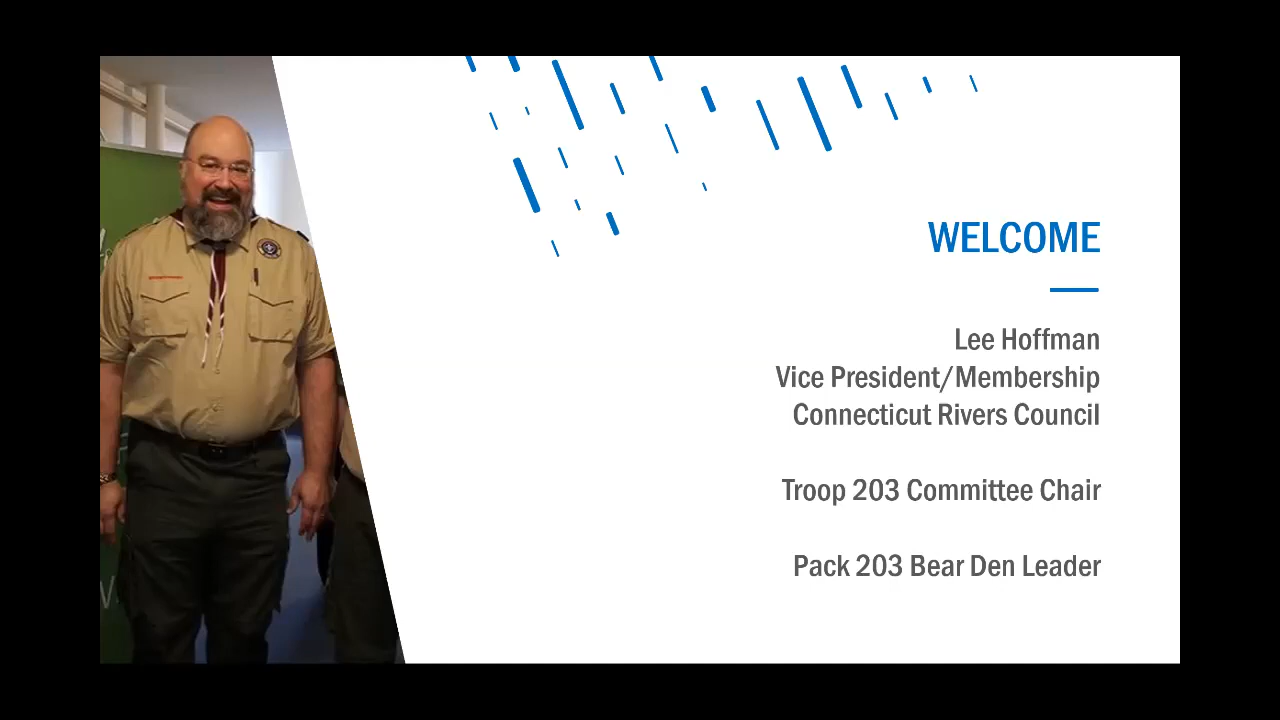 WELCOME
Lee Hoffman
Vice President/Membership
Connecticut Rivers Council
Troop 203 Committee Chair
Pack 203 Bear Den Leader